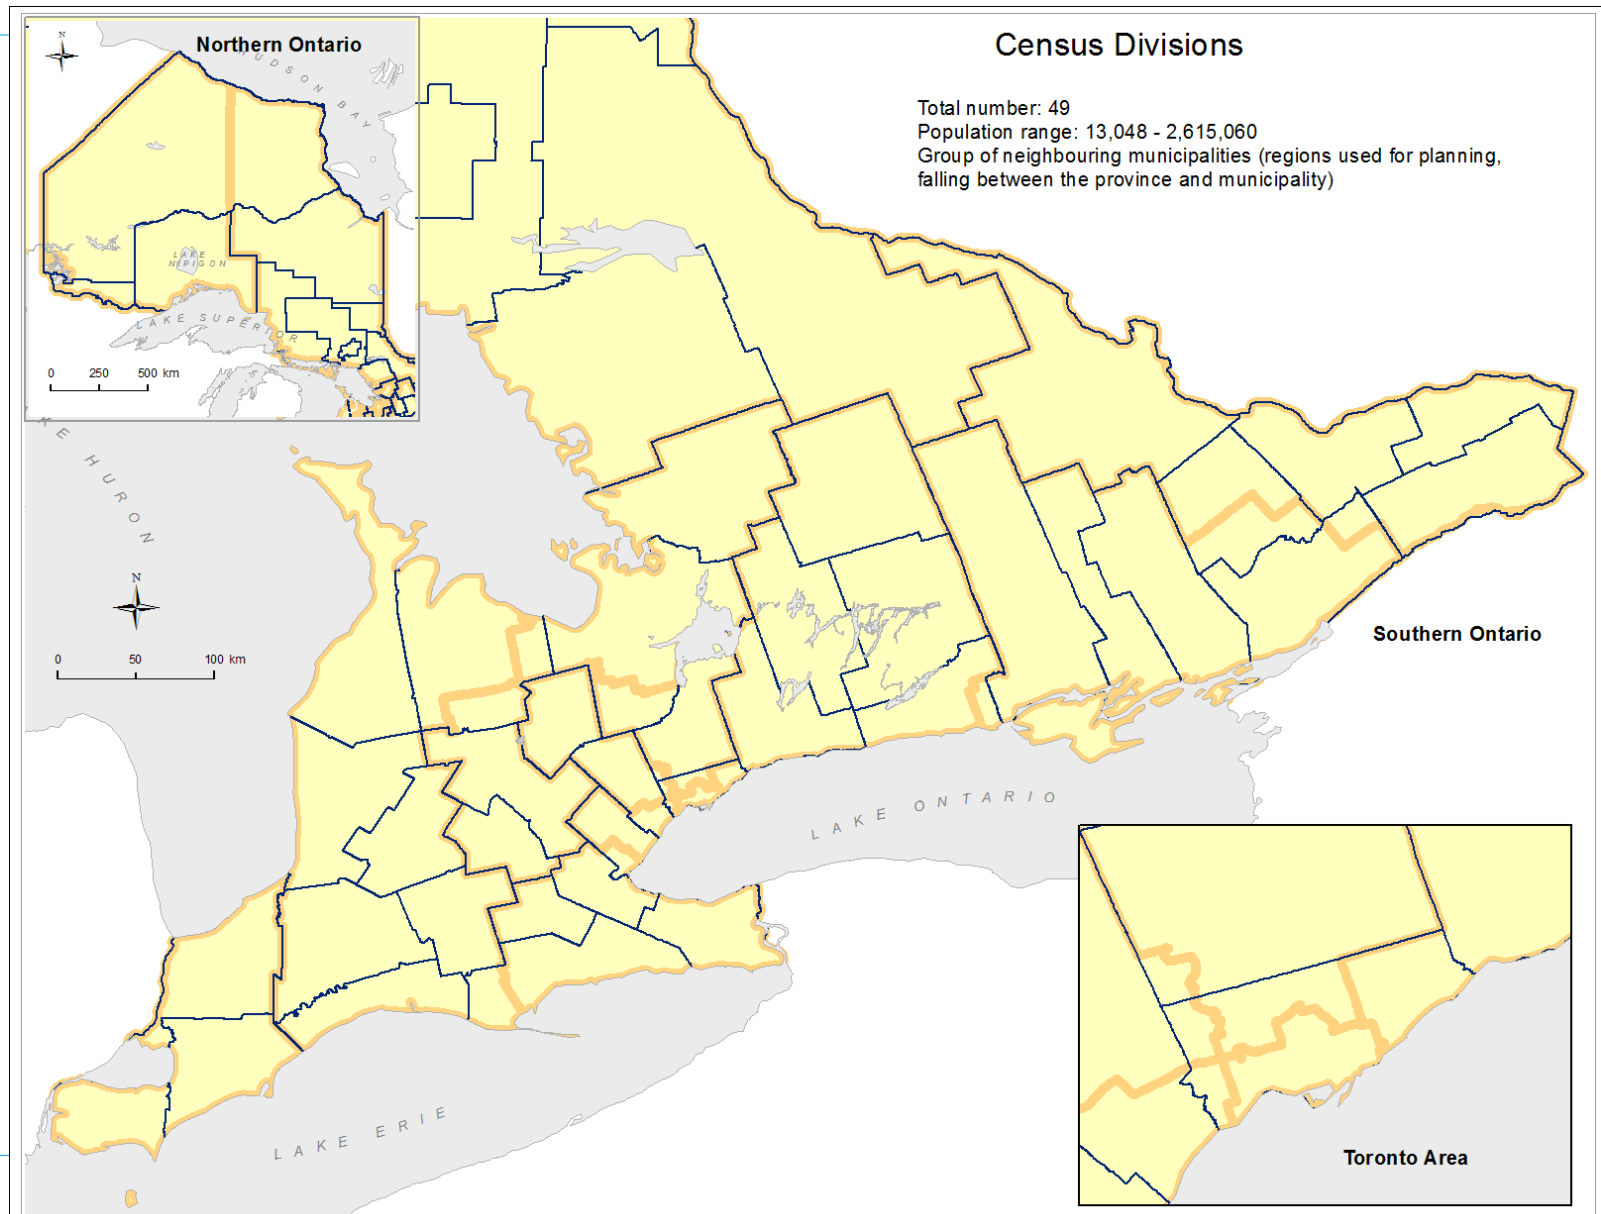 Northern Ontario
N
HUDSON BAY
LAKE
NIPIGON
LAKE SUPERIOR
0 250 500 km
Census Divisions
Total number: 49
Population range: 13,048 - 2,615,060
Group of neighbouring municipalities (regions used for planning,
falling between the province and municipality)
KE HURON
N
0 50 100 km
Southern Ontario
LAKE ONTARIO
LAKE ERIE
Toronto Area